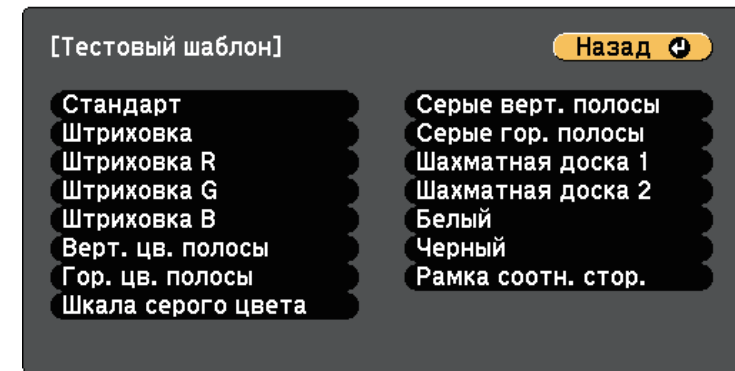 [Тестовый шаблон]
Назад
Стандарт
Штриховка
Штриховка R
Штриховка G
Штриховка B
Верт. цв. полосы
Гор. цв. полосы
Шкала серого цвета
Серые верт. полосы
Серые гор. полосы
Шахматная доска 1
Шахматная доска 2
Белый
Черный
Рамка соотн. стор.